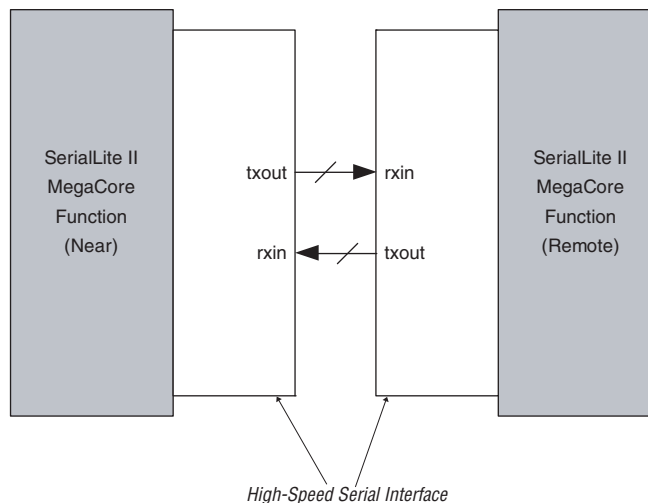 SerialLite II
MegaCore
Function
(Near)
txout
rxin
rxin
txout
SerialLite II
MegaCore
Function
(Remote)
High-Speed Serial Interface